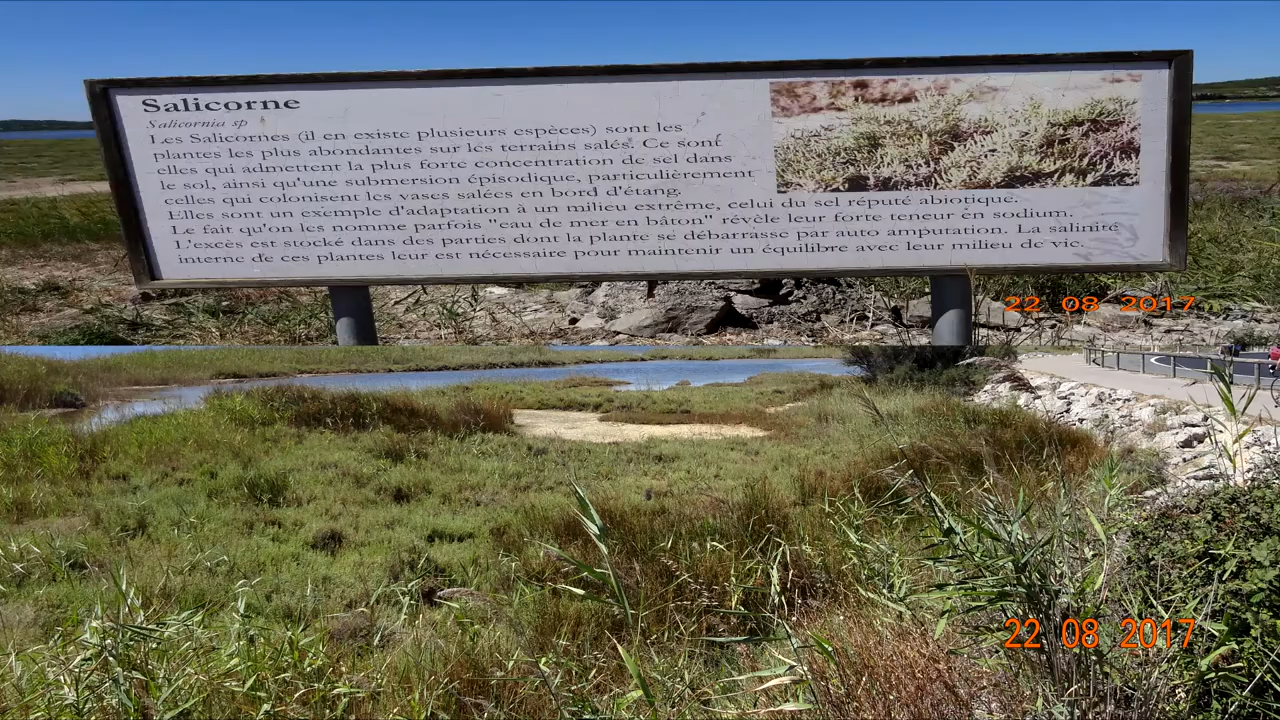 Salicorne
Salicornia sp
Les Salicornes (il en existe plusieurs espèces) sont les
plantes les plus abondantes sur les terrains salés. Ce sont
elles qui admettent la plus forte concentration de sel dans
le sol, ainsi qu'une submersion épisodique, particulièrement
celles qui colonisent les vases salées en bord d'étang.
Elles sont un exemple d'adaptation à un milieu extrême, celui du sel réputé abiotique.
Le fait qu'on les nomme parfois "eau de mer en bâton" révèle leur forte teneur en sodium.
L'excès est stocké dans des parties dont la plante se débarrasse par auto amputation. La salinité
interne de ces plantes leur est nécessaire pour maintenir un équilibre avec leur milieu de vie.
22 08 2017
22 08 2017